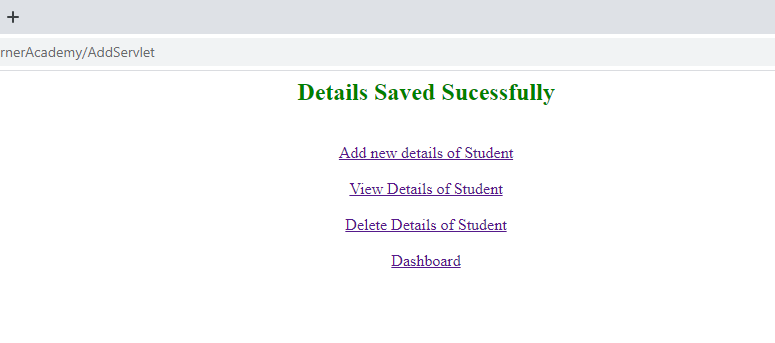 rnerAcademy/AddServlet
Details Saved Sucessfully
Add new details of Student
View Details of Student
Delete Details of Student
Dashboard